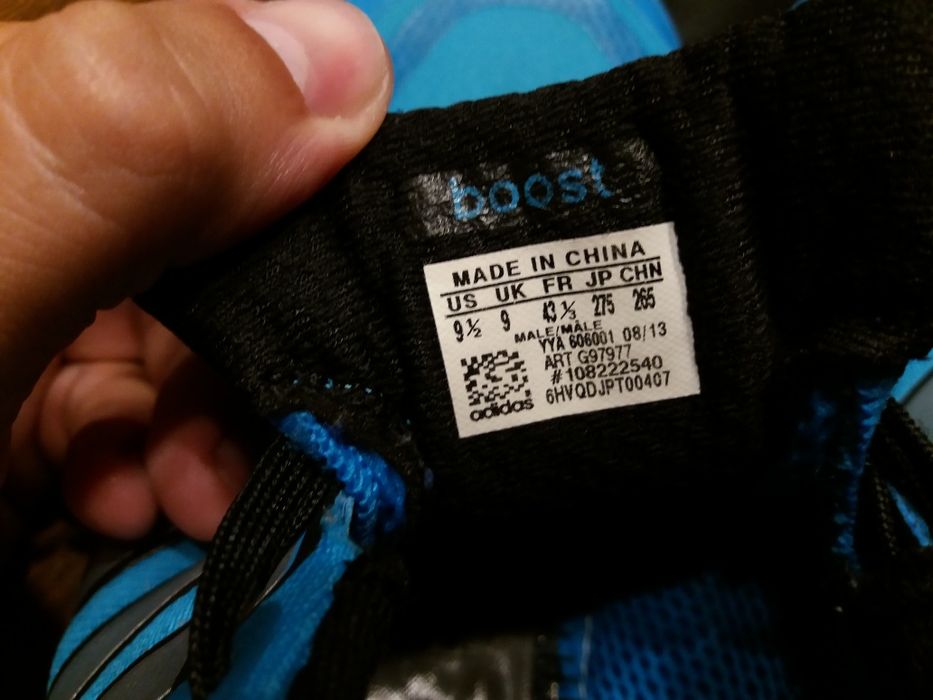 boost
MADE IN CHINA
US UK FR JP CHN
9½ 9 43⅓ 275 265
MALE/MÂLE
YYA 606001 08/13
ART G97977
#108222540
6HVQDJPT00407
adidas